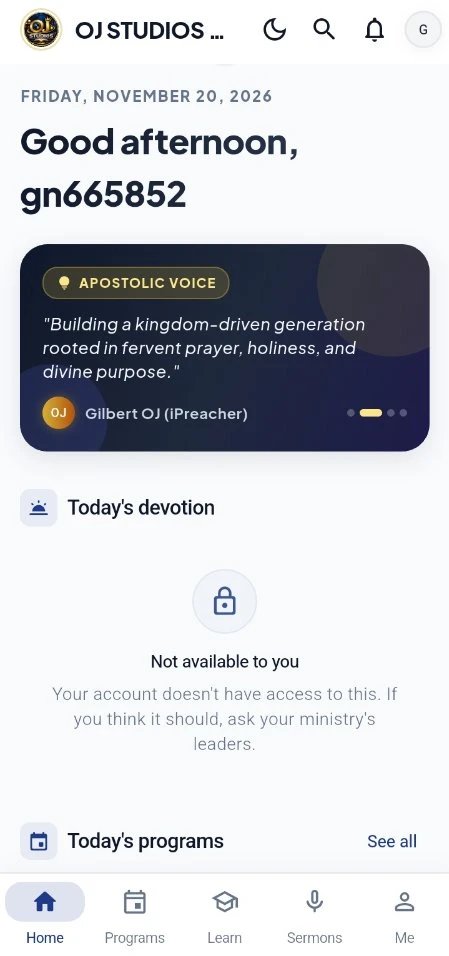 OJ STUDIOS ...
G
FRIDAY, NOVEMBER 20, 2026
Good afternoon,
gn665852
APOSTOLIC VOICE
"Building a kingdom-driven generation
rooted in fervent prayer, holiness, and
divine purpose."
OJ
Gilbert OJ (iPreacher)
Today's devotion
Not available to you
Your account doesn't have access to this. If
you think it should, ask your ministry's
leaders.
Today's programs
See all
Home
Programs
Learn
Sermons
Me